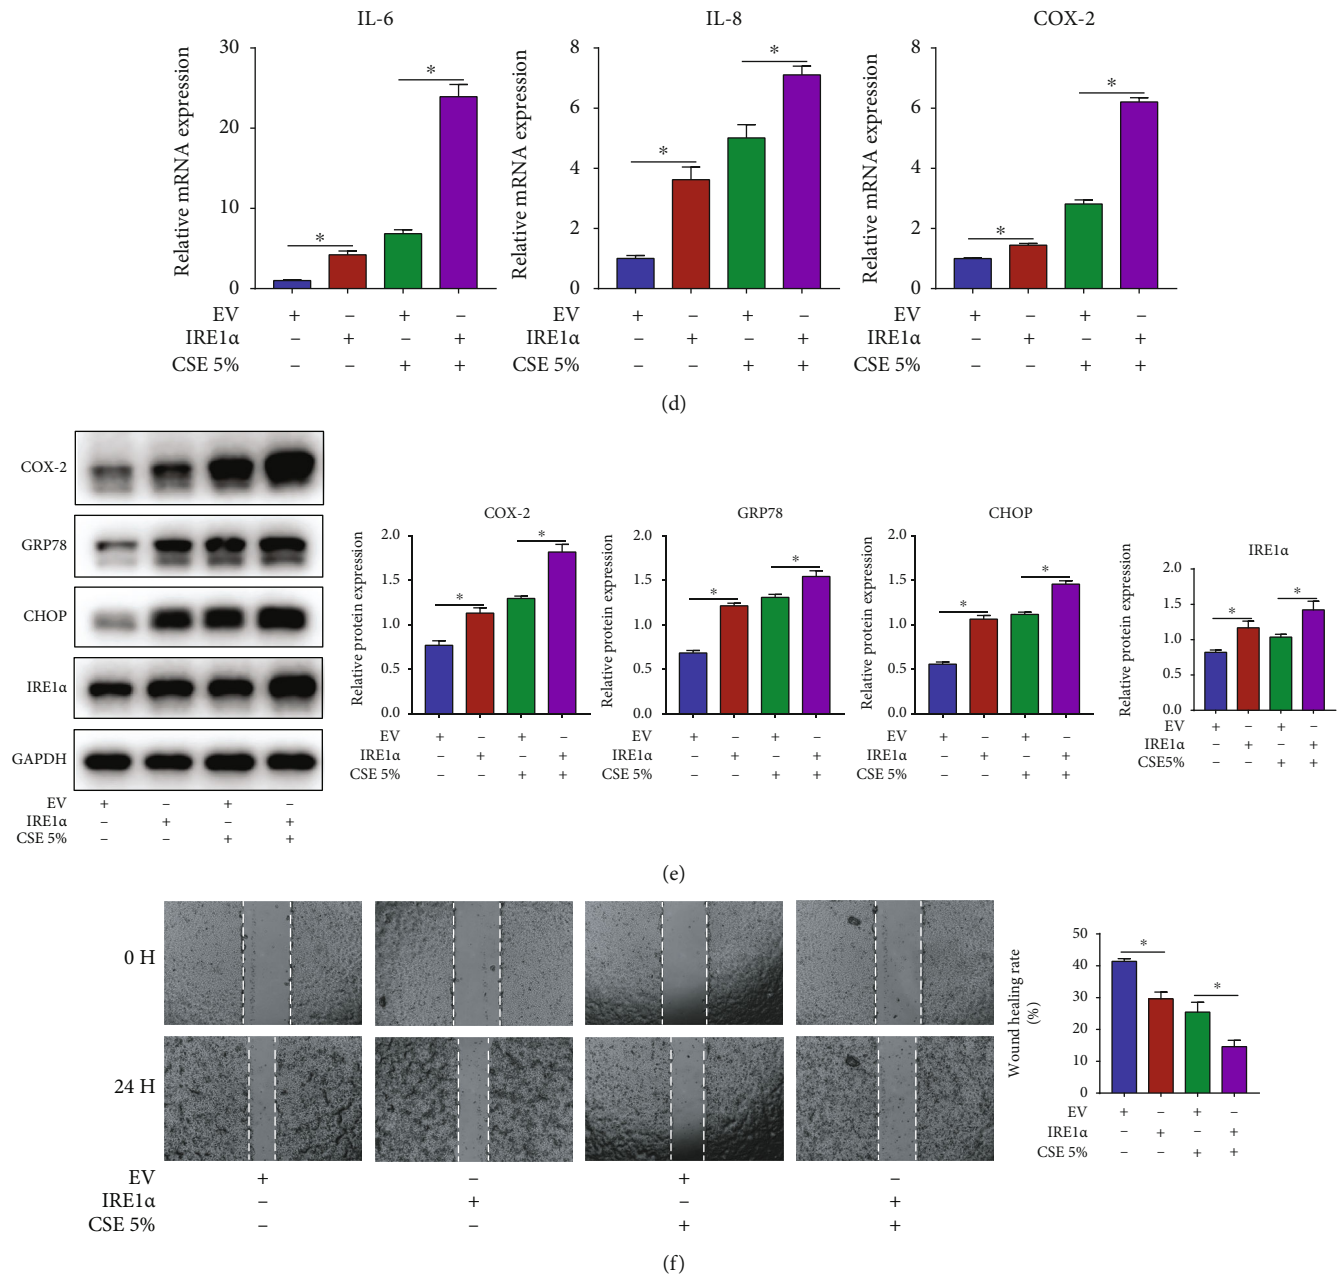 IL-6
Relative mRNA expression
30
20
10
0
*
*
EV + – + –
IRE1α – + – +
CSE 5% – – + +
IL-8
Relative mRNA expression
8
6
4
2
0
*
*
EV + – + –
IRE1α – + – +
CSE 5% – – + +
COX-2
Relative mRNA expression
8
6
4
2
0
*
*
+ – + –
– + – +
– – + +
(d)
COX-2
GRP78
CHOP
IRE1α
GAPDH
EV + – + –
IRE1α – + – +
CSE 5% – – + +
COX-2
Relative protein expression
2.0
1.5
1.0
0.5
0.0
*
*
EV + – + –
IRE1α – + – +
CSE 5% – – + +
GRP78
Relative protein expression
2.0
1.5
1.0
0.5
0.0
*
*
EV + – + –
IRE1α – + – +
CSE 5% – – + +
CHOP
Relative protein expression
2.0
1.5
1.0
0.5
0.0
*
*
EV + – + –
IRE1α – + – +
CSE 5% – – + +
IRE1α
Relative protein expression
2.0
1.5
1.0
0.5
0.0
*
*
EV + – + –
IRE1α – + – +
CSE5% – – + +
(e)
0 H
24 H
EV + – + –
IRE1α – + – +
CSE 5% – – + +
Wound healing rate
(%)
50
40
30
20
10
0
*
*
EV + – + –
IRE1α – + – +
CSE 5% – – + +
(f)